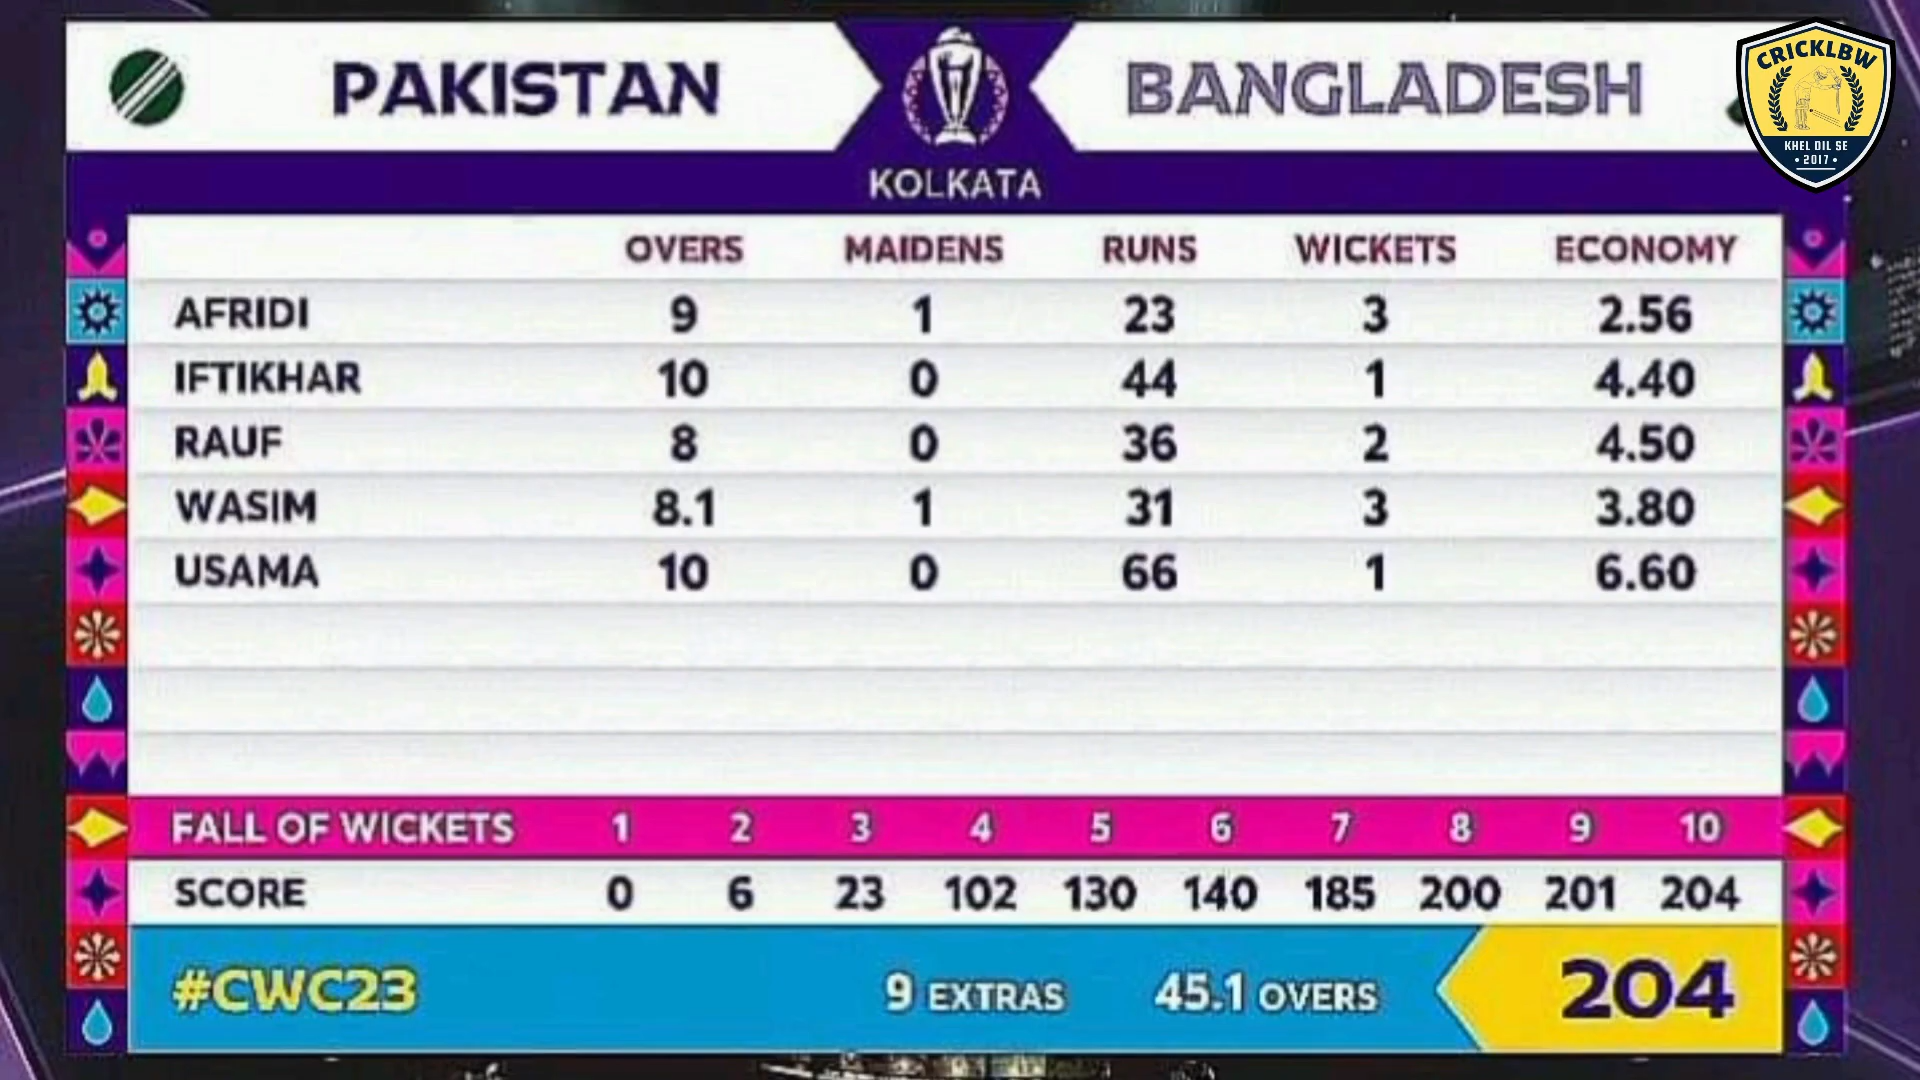 PAKISTAN BANGLADESH
CRICKLBW
KHEL DIL SE
• 2017 •
KOLKATA
OVERS MAIDENS RUNS WICKETS ECONOMY
AFRIDI 9 1 23 3 2.56
IFTIKHAR 10 0 44 1 4.40
RAUF 8 0 36 2 4.50
WASIM 8.1 1 31 3 3.80
USAMA 10 0 66 1 6.60
FALL OF WICKETS 1 2 3 4 5 6 7 8 9 10
SCORE 0 6 23 102 130 140 185 200 201 204
#CWC23 9 EXTRAS 45.1 OVERS 204